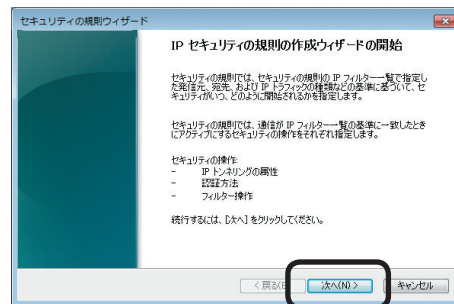 セキュリティの規則ウィザード
IP セキュリティの規則の作成ウィザードの開始
セキュリティの規則では、セキュリティの規則の IP フィルター一覧で指定し
た発信元、宛先、および IP トラフィックの種類などの基準に基づいて、セ
キュリティがいつ、どのように開始されるかを指定します。
セキュリティの規則では、通信が IP フィルター一覧の基準に一致したとき
にアクティブにするセキュリティの操作をそれぞれ指定します。
セキュリティの操作
- IP トンネリングの属性
- 認証方法
- フィルター操作
続行するには、[次へ] をクリックしてください。
< 戻る(B
次へ(N) >
キャンセル